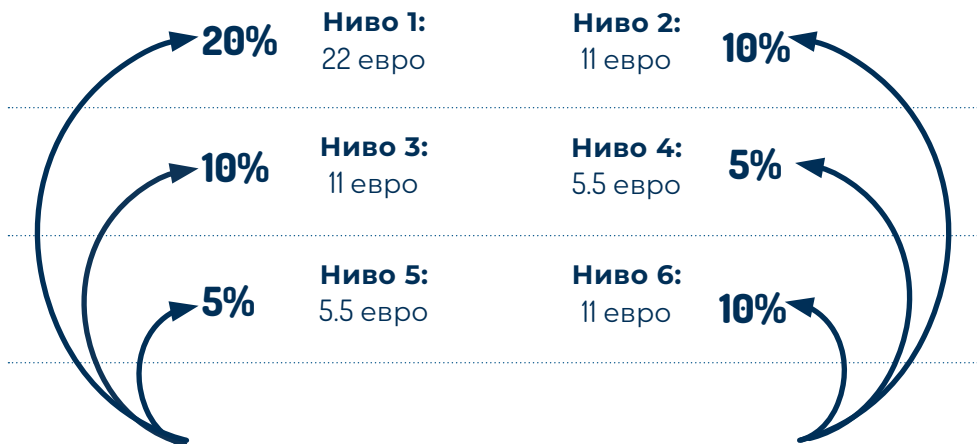 20%
Ниво 1:
22 евро
Ниво 2:
11 евро
10%
10%
Ниво 3:
11 евро
Ниво 4:
5.5 евро
5%
5%
Ниво 5:
5.5 евро
Ниво 6:
11 евро
10%